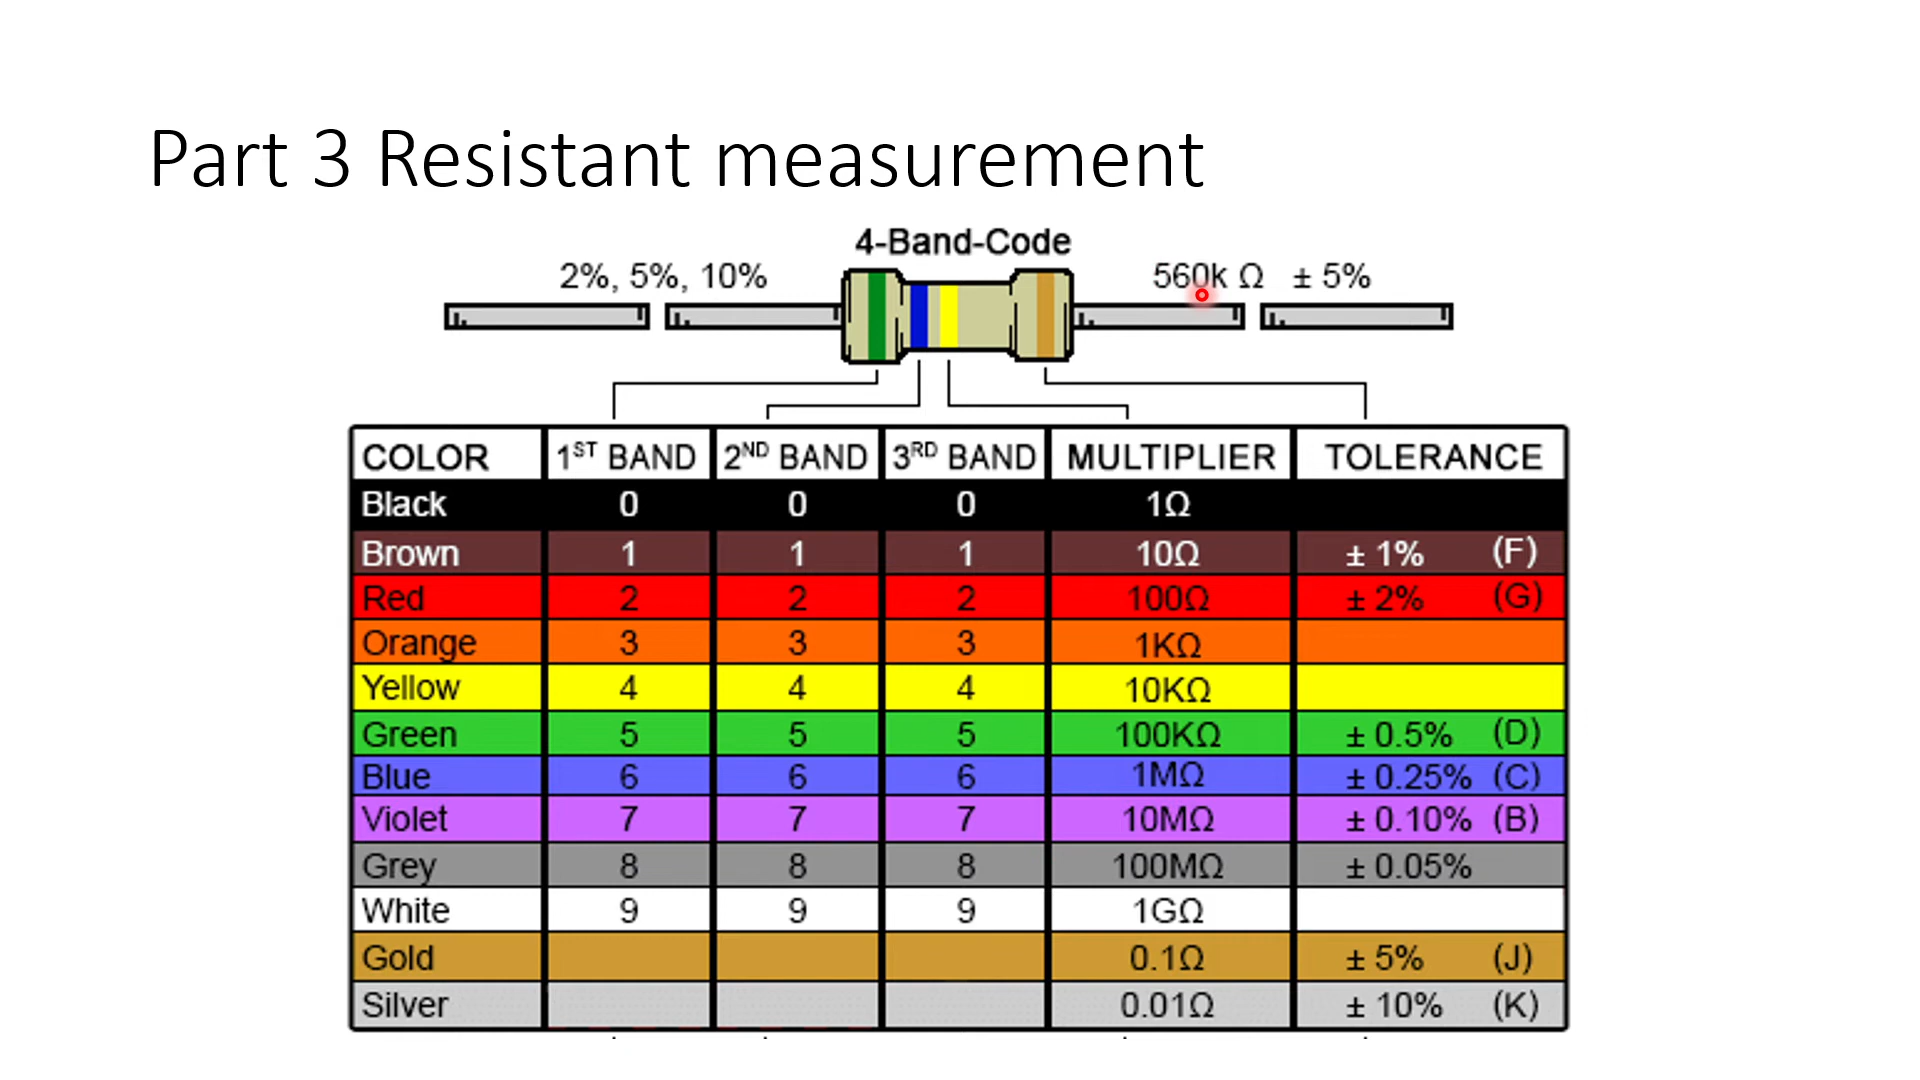 Part 3 Resistant measurement
4-Band-Code
2%, 5%, 10%
560k Ω ± 5%
COLOR 1ST BAND 2ND BAND 3RD BAND MULTIPLIER TOLERANCE
Black 0 0 0 1Ω
Brown 1 1 1 10Ω ± 1% (F)
Red 2 2 2 100Ω ± 2% (G)
Orange 3 3 3 1KΩ
Yellow 4 4 4 10KΩ
Green 5 5 5 100KΩ ± 0.5% (D)
Blue 6 6 6 1MΩ ± 0.25% (C)
Violet 7 7 7 10MΩ ± 0.10% (B)
Grey 8 8 8 100MΩ ± 0.05%
White 9 9 9 1GΩ
Gold 0.1Ω ± 5% (J)
Silver 0.01Ω ± 10% (K)